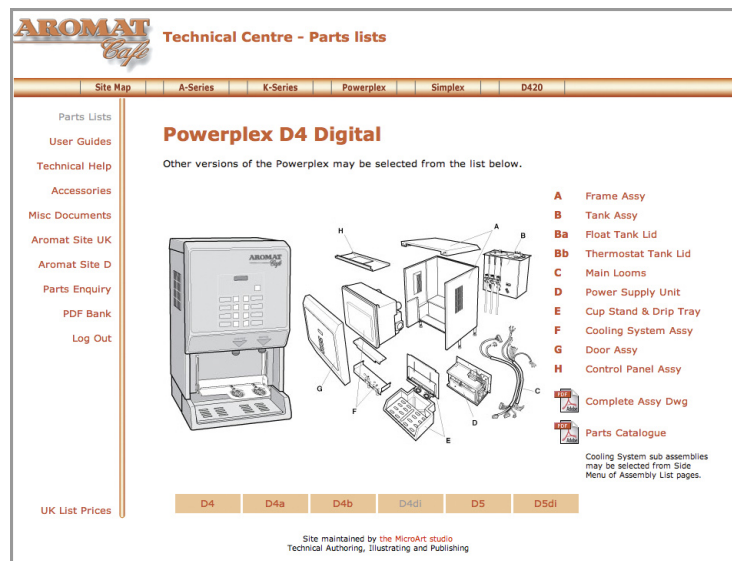 AROMAT
Café
Technical Centre - Parts lists
Site Map
A-Series
K-Series
Powerplex
Simplex
D420
Parts Lists
User Guides
Technical Help
Accessories
Misc Documents
Aromat Site UK
Aromat Site D
Parts Enquiry
PDF Bank
Log Out
UK List Prices
Powerplex D4 Digital
Other versions of the Powerplex may be selected from the list below.
AROMAT
Café
H
A
B
G
F
E
D
C
A Frame Assy
B Tank Assy
Ba Float Tank Lid
Bb Thermostat Tank Lid
C Main Looms
D Power Supply Unit
E Cup Stand & Drip Tray
F Cooling System Assy
G Door Assy
H Control Panel Assy
PDF
Adobe
Complete Assy Dwg
PDF
Adobe
Parts Catalogue
Cooling System sub assemblies
may be selected from Side
Menu of Assembly List pages.
D4
D4a
D4b
D4di
D5
D5di
Site maintained by the MicroArt studio
Technical Authoring, Illustrating and Publishing